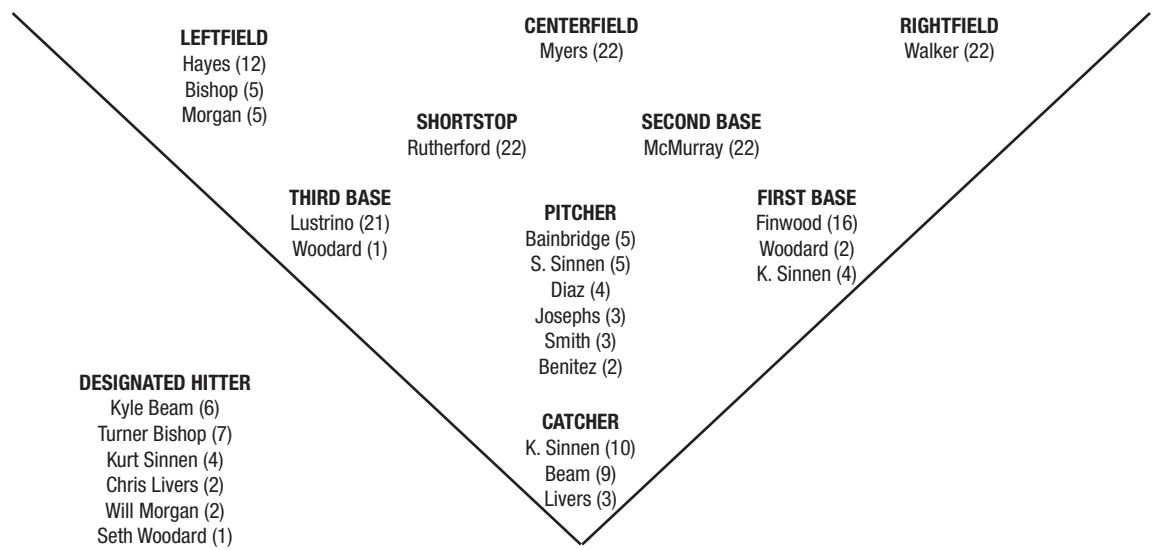 LEFTFIELD
Hayes (12)
Bishop (5)
Morgan (5)
CENTERFIELD
Myers (22)
RIGHTFIELD
Walker (22)
SHORTSTOP
Rutherford (22)
SECOND BASE
McMurray (22)
THIRD BASE
Lustrino (21)
Woodard (1)
PITCHER
Bainbridge (5)
S. Sinnen (5)
Diaz (4)
Josephs (3)
Smith (3)
Benitez (2)
FIRST BASE
Finwood (16)
Woodard (2)
K. Sinnen (4)
DESIGNATED HITTER
Kyle Beam (6)
Turner Bishop (7)
Kurt Sinnen (4)
Chris Livers (2)
Will Morgan (2)
Seth Woodard (1)
CATCHER
K. Sinnen (10)
Beam (9)
Livers (3)